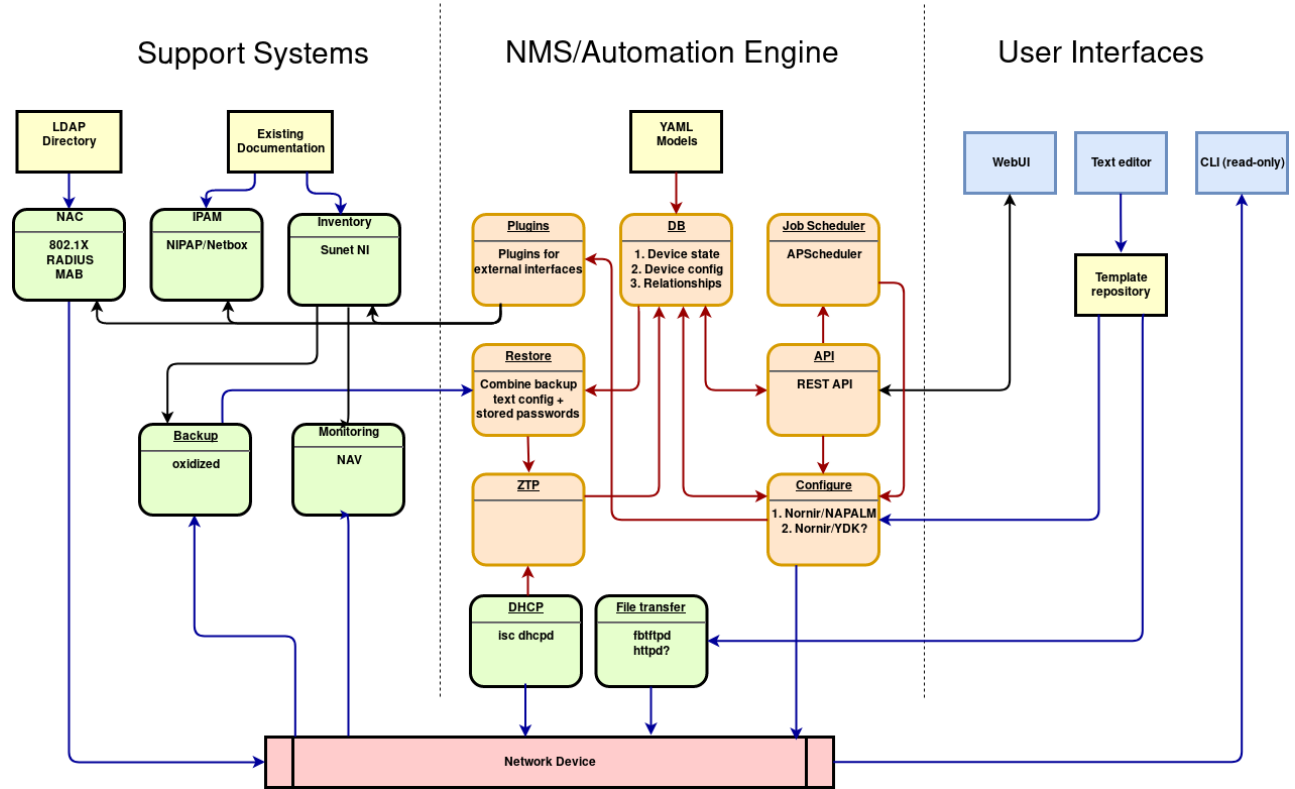 Support Systems
NMS/Automation Engine
User Interfaces
LDAP
Directory
Existing
Documentation
YAML
Models
WebUI
Text editor
CLI (read-only)
NAC
802.1X
RADIUS
MAB
IPAM
NIPAP/Netbox
Inventory
Sunet NI
Plugins
Plugins for
external interfaces
DB
1. Device state
2. Device config
3. Relationships
Job Scheduler
APScheduler
Template
repository
Restore
Combine backup
text config +
stored passwords
API
REST API
Backup
oxidized
Monitoring
NAV
ZTP
Configure
1. Nornir/NAPALM
2. Nornir/YDK?
DHCP
isc dhcpd
File transfer
fbtftpd
httpd?
Network Device